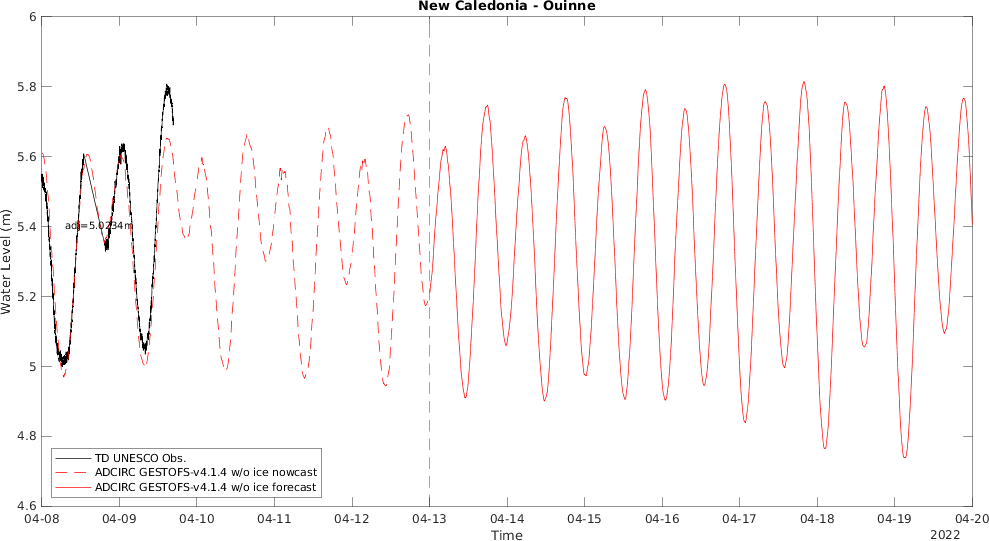 New Caledonia - Ouinne
6
5.8
5.6
5.4
5.2
5
4.8
4.6
Water Level (m)
adj=5.0234m
TD UNESCO Obs.
ADCIRC GESTOFS-v4.1.4 w/o ice nowcast
ADCIRC GESTOFS-v4.1.4 w/o ice forecast
04-08 04-09 04-10 04-11 04-12 04-13 04-14 04-15 04-16 04-17 04-18 04-19 04-20
Time
2022